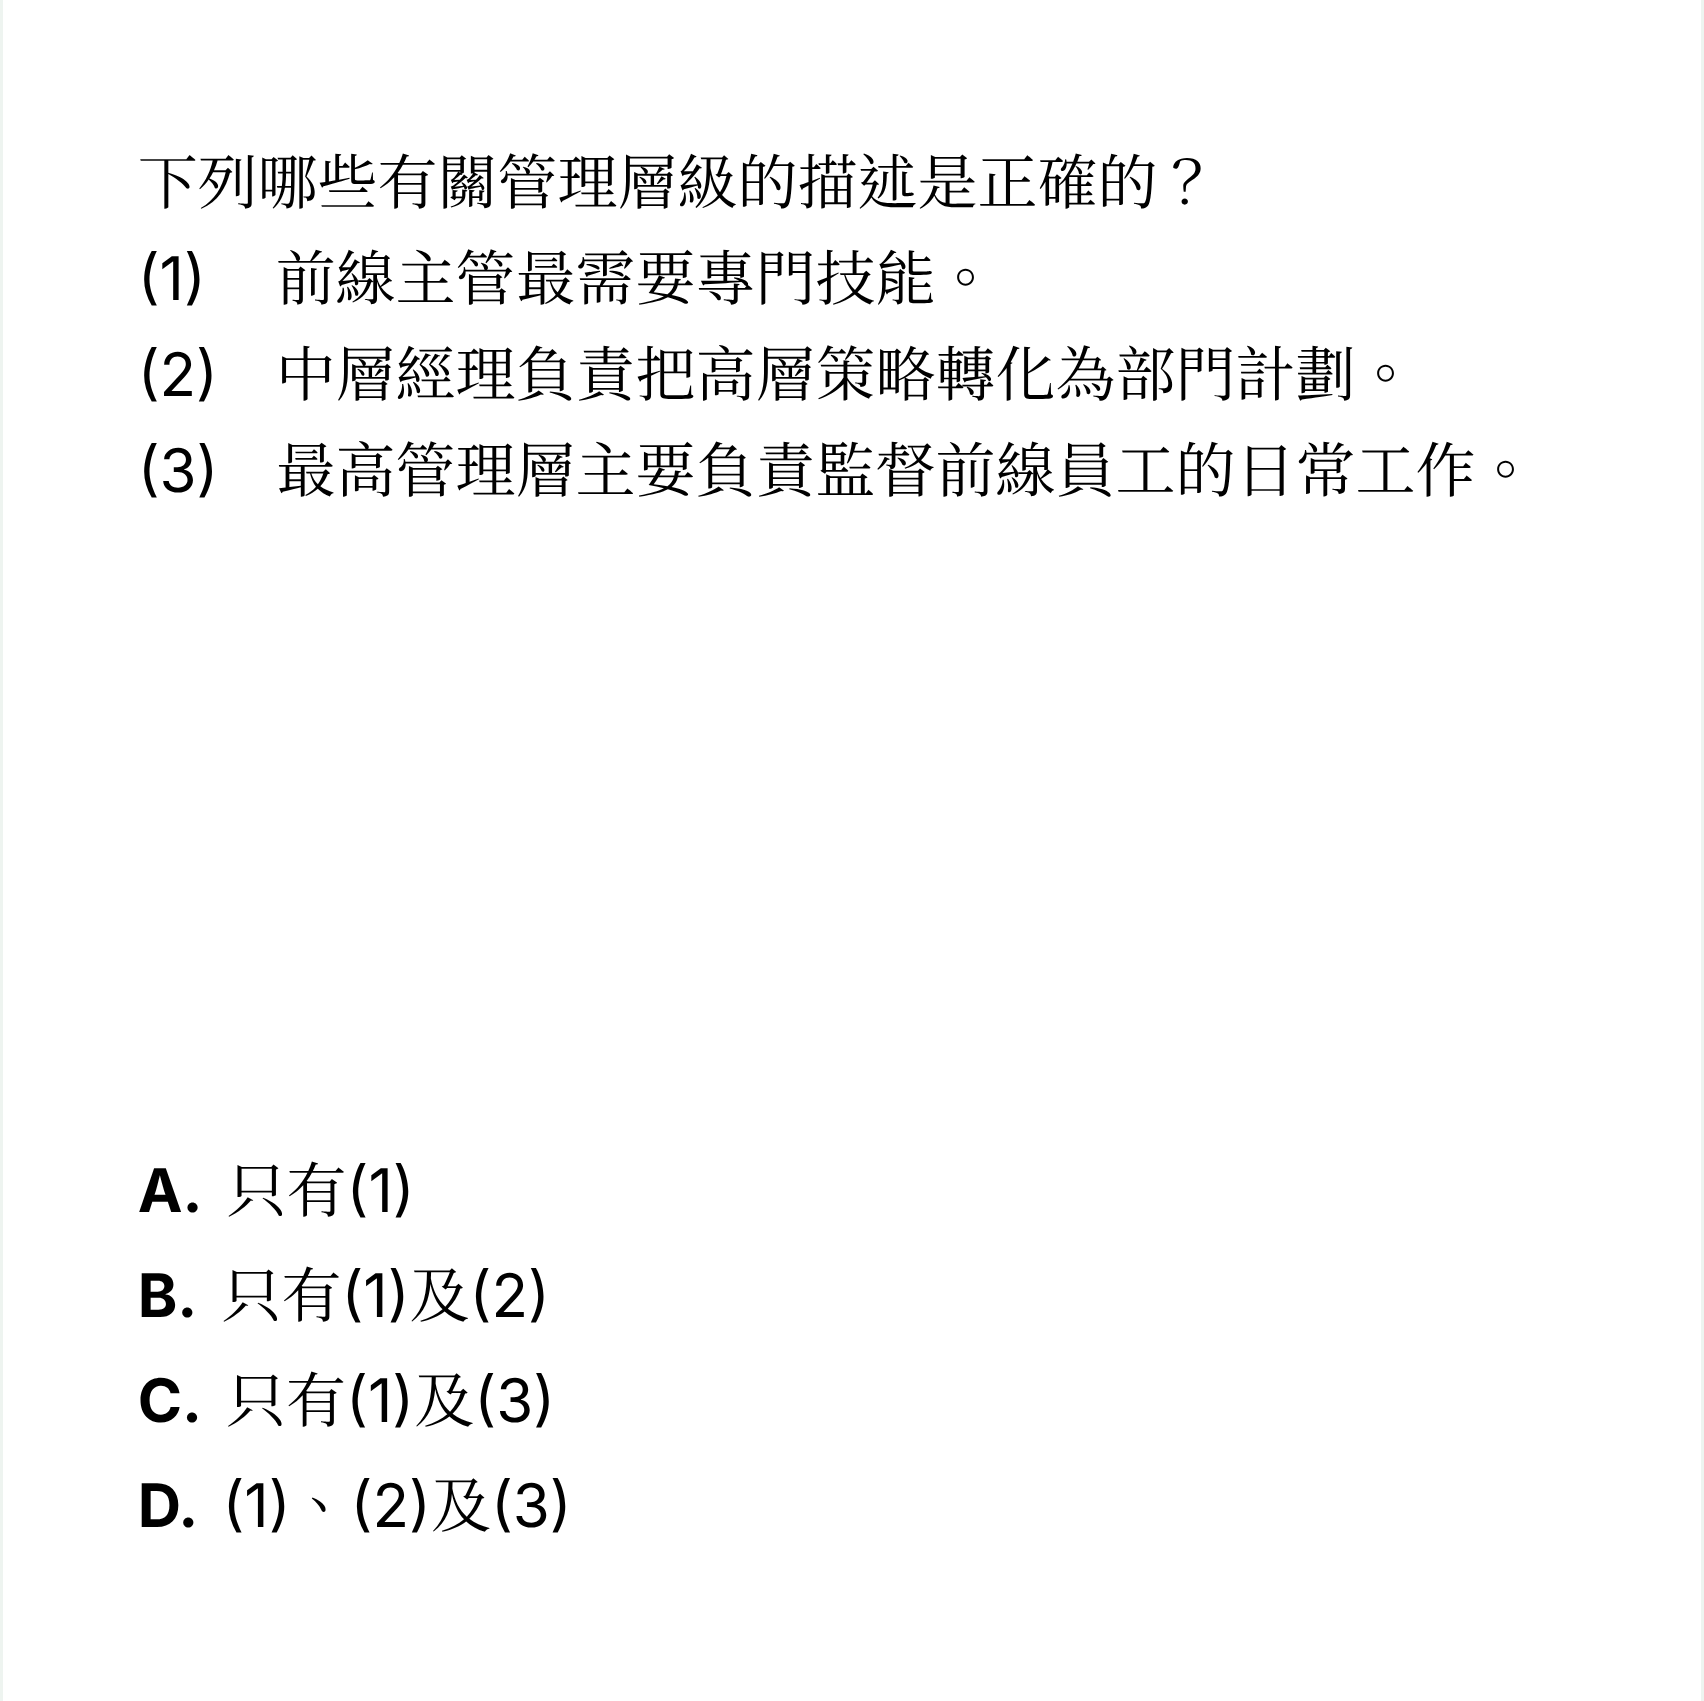 下列哪些有關管理層級的描述是正確的？
(1) 前線主管最需要專門技能。
(2) 中層經理負責把高層策略轉化為部門計劃。
(3) 最高管理層主要負責監督前線員工的日常工作。
A. 只有(1)
B. 只有(1)及(2)
C. 只有(1)及(3)
D. (1)、(2)及(3)